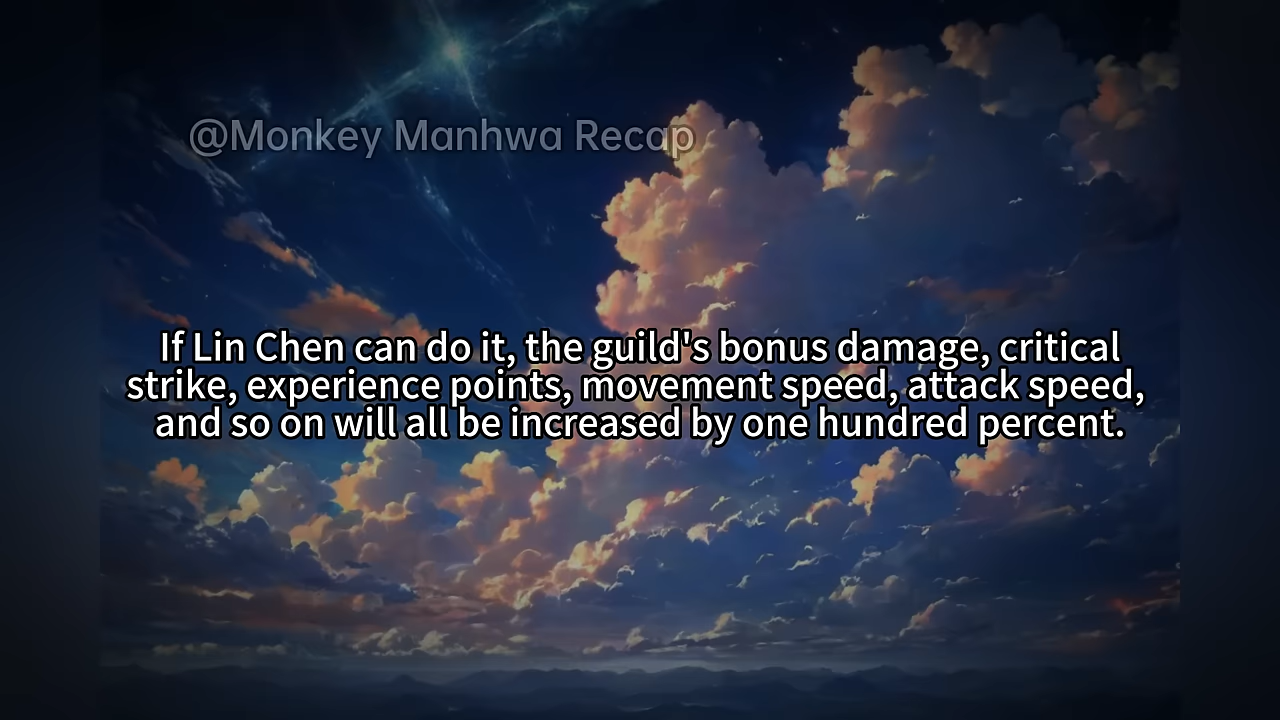 @Monkey Manhwa Recap
If Lin Chen can do it, the guild's bonus damage, critical
strike, experience points, movement speed, attack speed,
and so on will all be increased by one hundred percent.